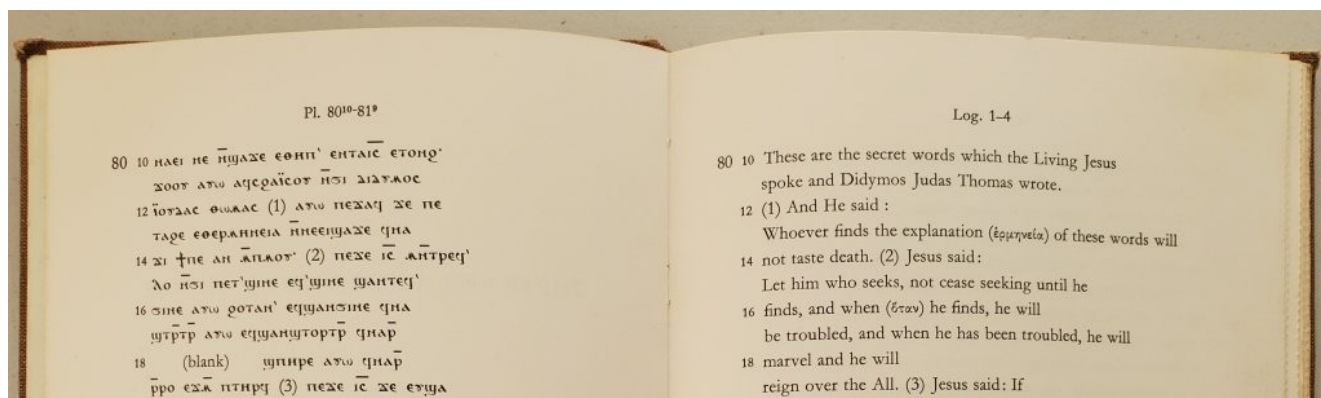 Pl. 80¹⁰-81⁹
80 10 ⲛⲁⲉⲓ ⲛⲉ ⲛ̄ϣⲁϫⲉ ⲉⲑⲏⲡ' ⲉⲛⲧⲁⲓ̅ⲥ̅ ⲉⲧⲟⲛϩ·
ϫⲟⲟⲩ ⲁⲩⲱ ⲁϥⲥϩⲁⲓ̈ⲥⲟⲩ ⲛ̄ϭⲓ ⲇⲓⲇⲩⲙⲟⲥ
12 ⲓ̈ⲟⲩⲇⲁⲥ ⲑⲱⲙⲁⲥ (1) ⲁⲩⲱ ⲡⲉϫⲁϥ ϫⲉ ⲡⲉ
ⲧⲁϩⲉ ⲉⲑⲉⲣⲙⲏⲛⲉⲓⲁ ⲛ̄ⲛⲉⲉⲓϣⲁϫⲉ ϥⲛⲁ
14 ϫⲓ ϯⲡⲉ ⲁⲛ ⲙ̄ⲡⲙⲟⲩ· (2) ⲡⲉϫⲉ ⲓ̅ⲥ̅ ⲙⲛ̄ⲧⲣⲉϥ'
ⲗⲟ ⲛ̄ϭⲓ ⲡⲉⲧ'ϣⲓⲛⲉ ⲉϥ'ϣⲓⲛⲉ ϣⲁⲛⲧⲉϥ'
16 ϭⲓⲛⲉ ⲁⲩⲱ ϩⲟⲧⲁⲛ' ⲉϥϣⲁⲛϭⲓⲛⲉ ϥⲛⲁ
ϣⲧⲣ̄ⲧⲣ̄ ⲁⲩⲱ ⲉϥϣⲁⲛϣⲧⲟⲣⲧⲣ̄ ϥⲛⲁⲣ̄
18 (blank) ϣⲡⲏⲣⲉ ⲁⲩⲱ ϥⲛⲁⲣ̄
ⲣ̄ⲣⲟ ⲉϫⲙ̄ ⲡⲧⲏⲣϥ (3) ⲡⲉϫⲉ ⲓ̅ⲥ̅ ϫⲉ ⲉⲩϣⲁ
Log. 1–4
80 10 These are the secret words which the Living Jesus
spoke and Didymos Judas Thomas wrote.
12 (1) And He said :
Whoever finds the explanation (ἑρμηνεία) of these words will
14 not taste death. (2) Jesus said:
Let him who seeks, not cease seeking until he
16 finds, and when (ὅταν) he finds, he will
be troubled, and when he has been troubled, he will
18 marvel and he will
reign over the All. (3) Jesus said: If